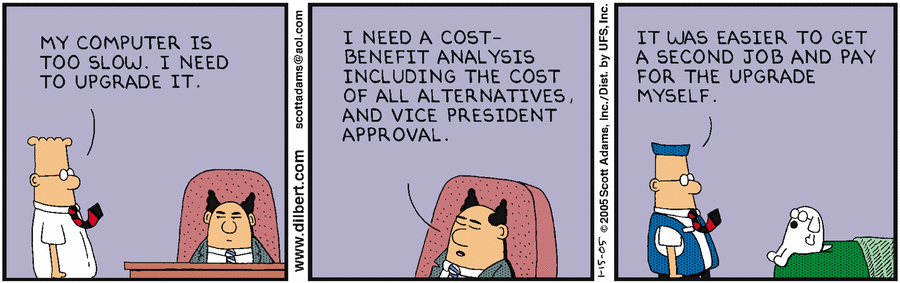 MY COMPUTER IS
TOO SLOW. I NEED
TO UPGRADE IT.
www.dilbert.com
scottadams@aol.com
I NEED A COST-
BENEFIT ANALYSIS
INCLUDING THE COST
OF ALL ALTERNATIVES,
AND VICE PRESIDENT
APPROVAL.
1-15-05 © 2005 Scott Adams, Inc./Dist. by UFS, Inc.
IT WAS EASIER TO GET
A SECOND JOB AND PAY
FOR THE UPGRADE
MYSELF.